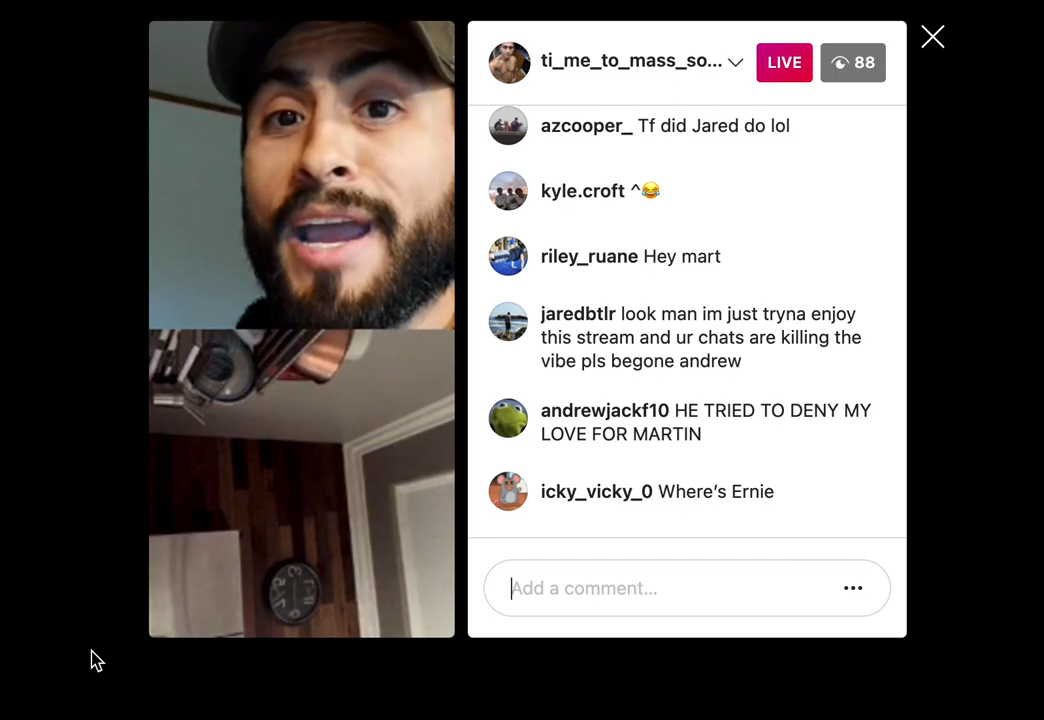 ti_me_to_mass_so...
LIVE
88
azcooper_ Tf did Jared do lol
kyle.croft ^😂
riley_ruane Hey mart
jaredbtlr look man im just tryna enjoy
this stream and ur chats are killing the
vibe pls begone andrew
andrewjackf10 HE TRIED TO DENY MY
LOVE FOR MARTIN
icky_vicky_0 Where's Ernie
Add a comment...